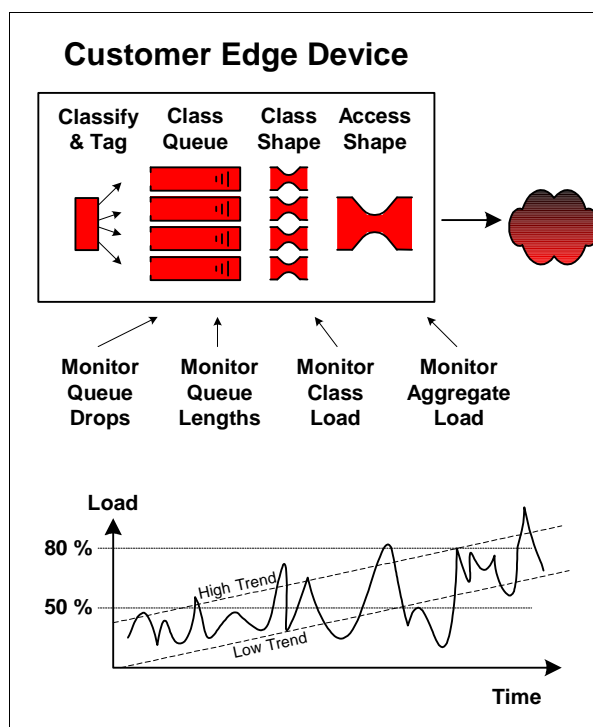 Customer Edge Device
Classify Class Class Access
& Tag Queue Shape Shape
Monitor Monitor Monitor Monitor
Queue Queue Class Aggregate
Drops Lengths Load Load
Load
80 %
High Trend
50 %
Low Trend
Time